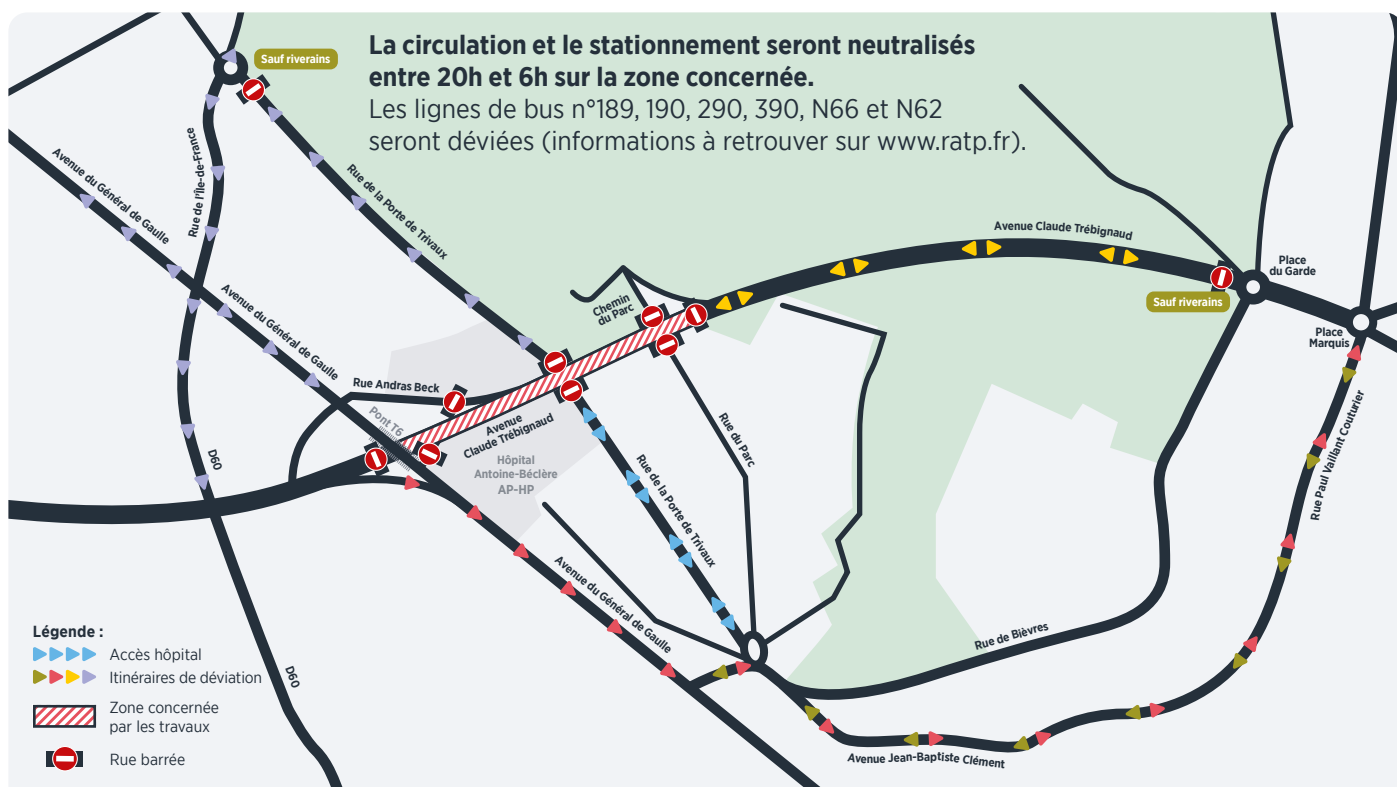 La circulation et le stationnement seront neutralisés
entre 20h et 6h sur la zone concernée.
Les lignes de bus n°189, 190, 290, 390, N66 et N62
seront déviées (informations à retrouver sur www.ratp.fr).
Sauf riverains
Rue de l'Île-de-France
Avenue du Général de Gaulle
Rue de la Porte de Trivaux
Avenue Claude Trébignaud
Place
du Garde
Sauf riverains
Place
Marquis
Avenue du Général de Gaulle
Chemin
du Parc
Rue Andras Beck
Pont T6
Avenue
Claude Trébignaud
Hôpital
Antoine-Béclère
AP-HP
Rue du Parc
Rue de la Porte de Trivaux
Rue Paul Vaillant Couturier
D60
Avenue du Général de Gaulle
Rue de Bièvres
D60
Avenue Jean-Baptiste Clément
Légende :
Accès hôpital
Itinéraires de déviation
Zone concernée
par les travaux
Rue barrée